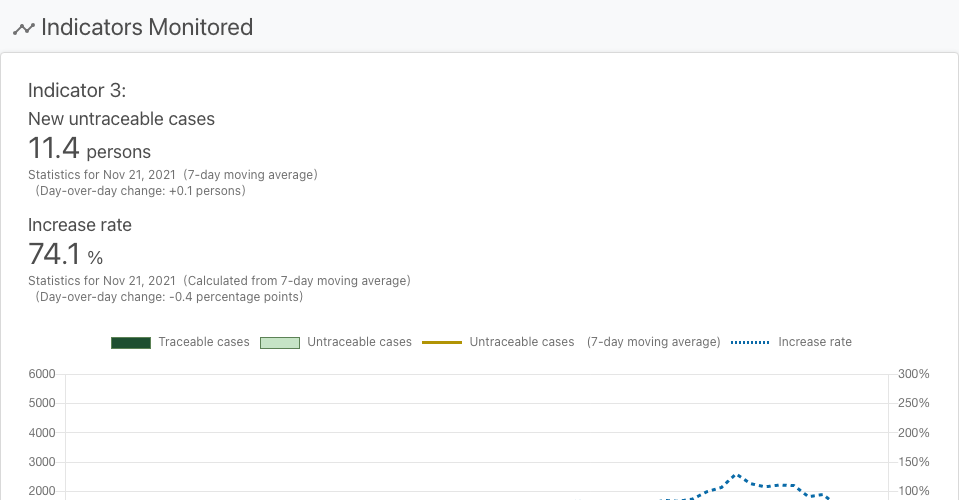 Indicators Monitored
Indicator 3:
New untraceable cases
11.4 persons
Statistics for Nov 21, 2021 (7-day moving average)
(Day-over-day change: +0.1 persons)
Increase rate
74.1 %
Statistics for Nov 21, 2021 (Calculated from 7-day moving average)
(Day-over-day change: -0.4 percentage points)
Traceable cases Untraceable cases Untraceable cases (7-day moving average) Increase rate
6000 300%
5000 250%
4000 200%
3000 150%
2000 100%